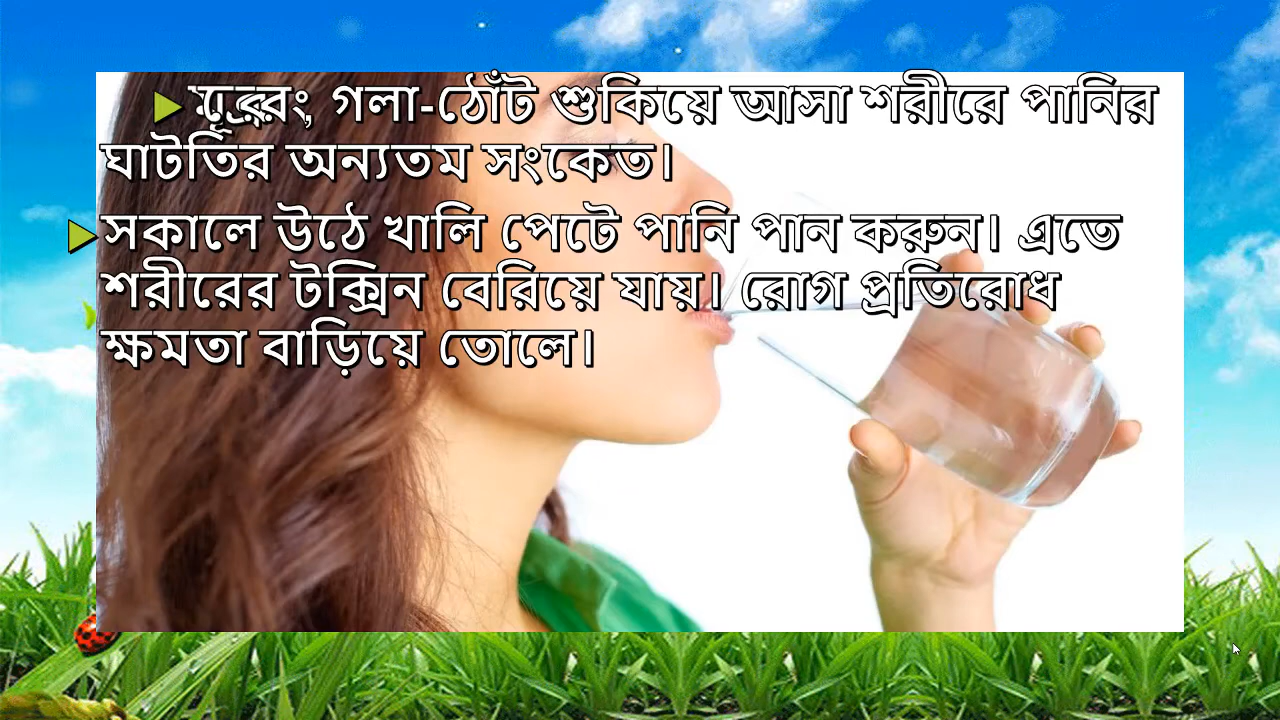 গলা-ঠোঁট শুকিয়ে আসা শরীরে পানির
ঘাটতির অন্যতম সংকেত।
সকালে উঠে খালি পেটে পানি পান করুন। এতে
শরীরের টক্সিন বেরিয়ে যায়। রোগ প্রতিরোধ
ক্ষমতা বাড়িয়ে তোলে।